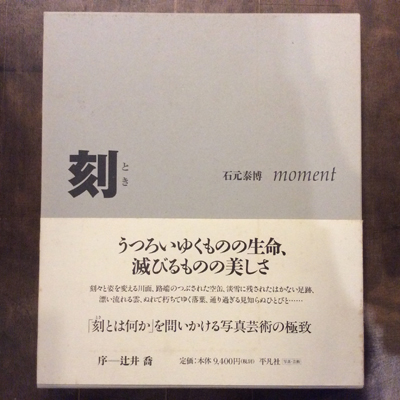 刻
とき
石元泰博 moment
うつろいゆくものの生命、
滅びるものの美しさ
刻々と姿を変える川面、路端のつぶされた空缶、淡雪に残されたはかない足跡、
漂い流れる雲、ぬれて朽ちてゆく落葉、通り過ぎる見知らぬひとびと……
「刻とは何か」を問いかける写真芸術の極致
序──辻井 喬
定価：本体9,400円(税別) 平凡社